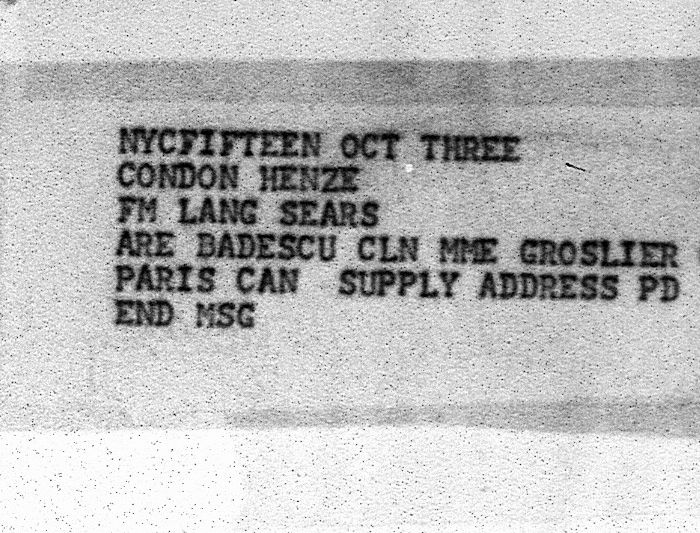 NYCFIFTEEN OCT THREE
CONDON HENZE
FM LANG SEARS
ARE BADESCU CLN MME GROSLIER
PARIS CAN SUPPLY ADDRESS PD
END MSG